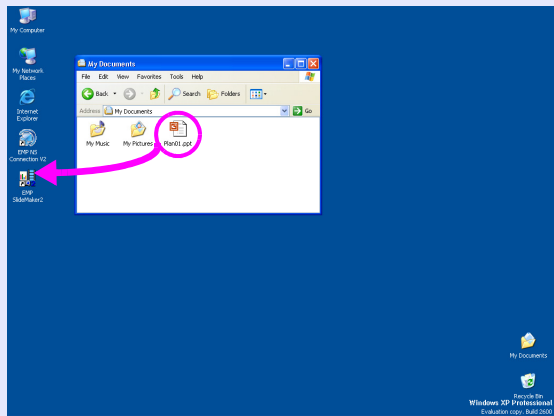 My Computer
My Network
Places
Internet
Explorer
EMP NS
Connection V2
EMP
SlideMaker2
My Documents
File Edit View Favorites Tools Help
Back Search Folders
Address My Documents Go
My Music My Pictures Plan01.ppt
My Documents
Recycle Bin
Windows XP Professional
Evaluation copy. Build 2600